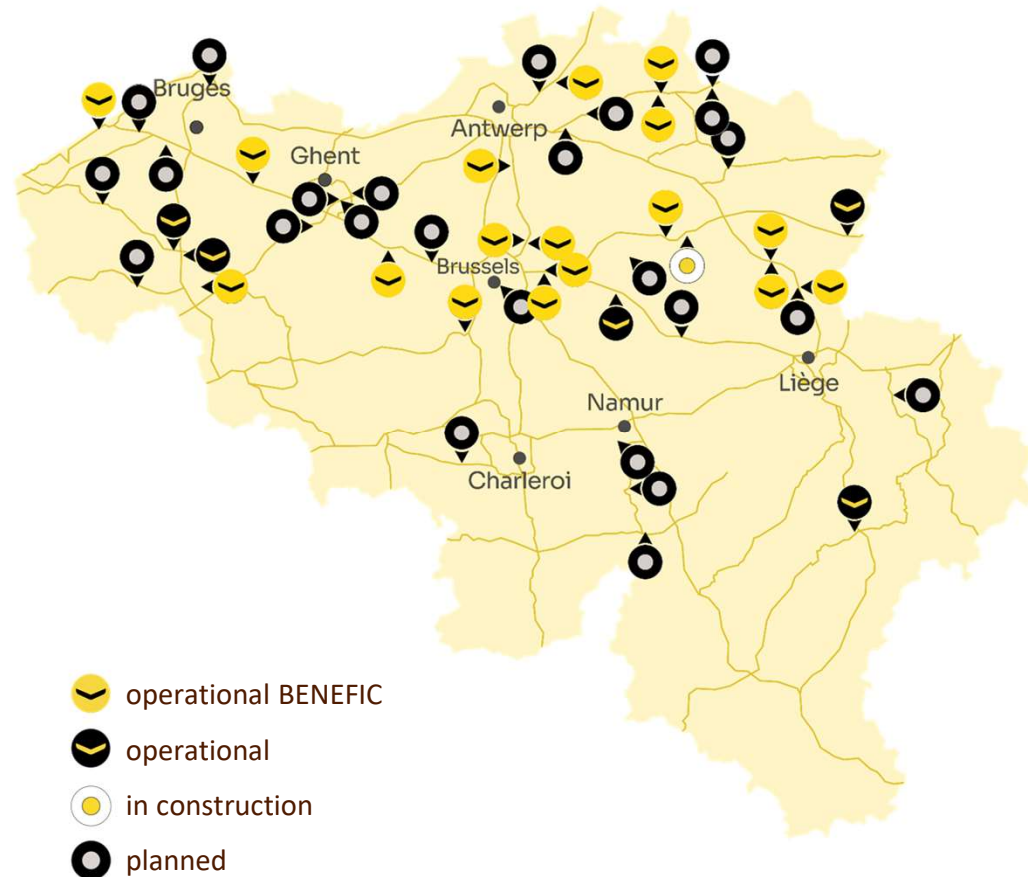 Bruges
Antwerp
Ghent
Brussels
Liège
Namur
Charleroi
operational BENEFIC
operational
in construction
planned